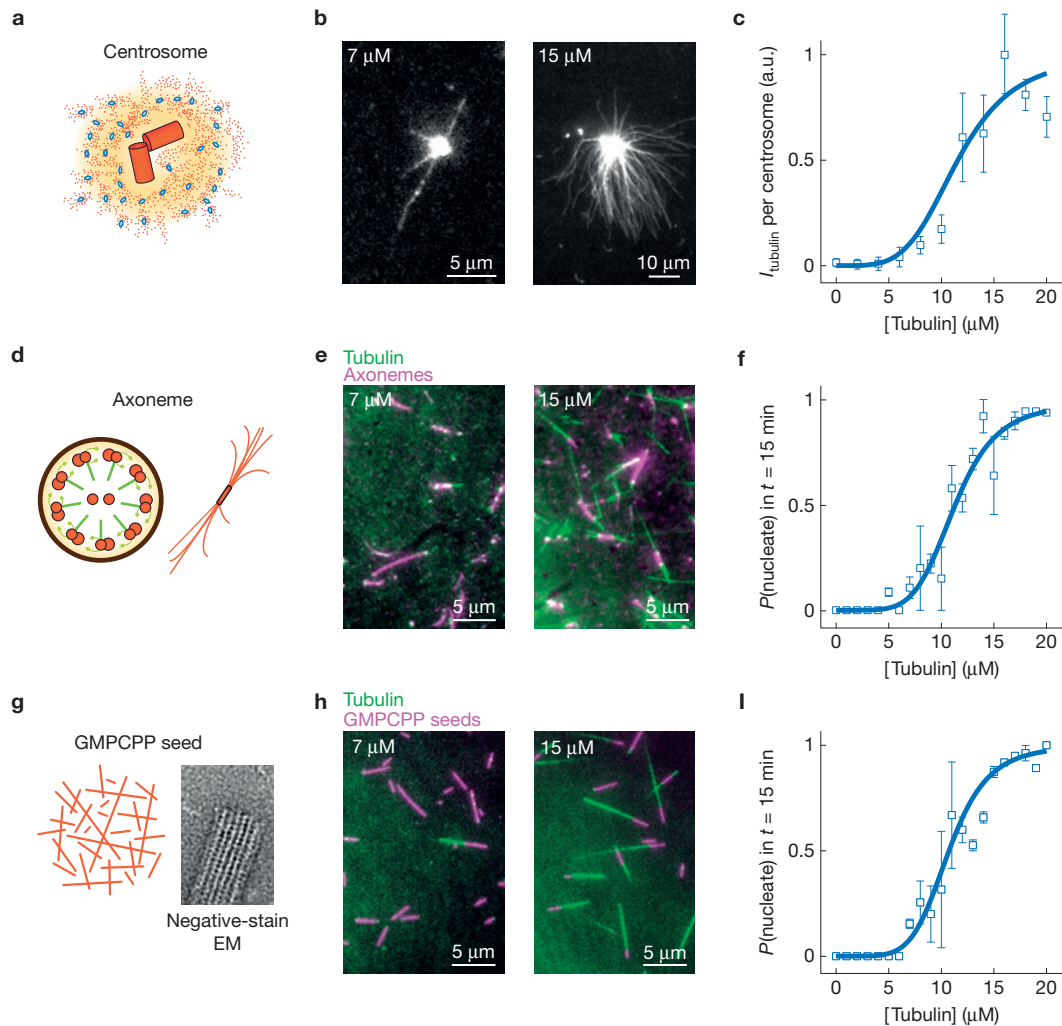 a
Centrosome
b
7 μM
5 μm
15 μM
10 μm
c
I tubulin per centrosome (a.u.)
1
0.5
0
0 5 10 15 20
[Tubulin] (μM)
d
Axoneme
e
Tubulin
Axonemes
7 μM
5 μm
15 μM
5 μm
f
P(nucleate) in t = 15 min
1
0.5
0
0 5 10 15 20
[Tubulin] (μM)
g
GMPCPP seed
Negative-stain
EM
h
Tubulin
GMPCPP seeds
7 μM
5 μm
15 μM
5 μm
I
P(nucleate) in t = 15 min
1
0.5
0
0 5 10 15 20
[Tubulin] (μM)